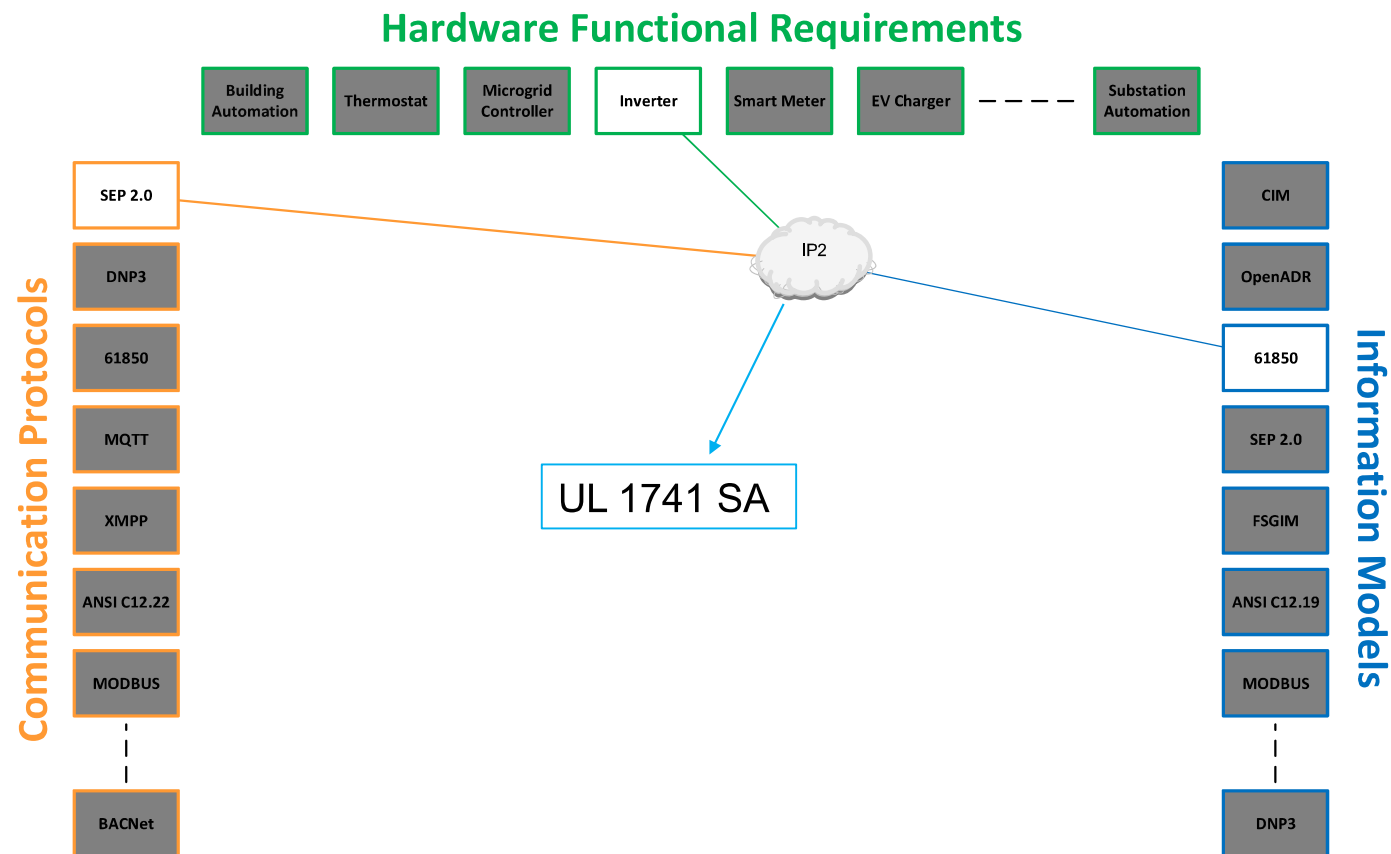 Hardware Functional Requirements
Building
Automation
Thermostat
Microgrid
Controller
Inverter
Smart Meter
EV Charger
Substation
Automation
Communication Protocols
SEP 2.0
DNP3
61850
MQTT
XMPP
ANSI C12.22
MODBUS
BACNet
IP2
UL 1741 SA
CIM
OpenADR
61850
SEP 2.0
FSGIM
ANSI C12.19
MODBUS
DNP3
Information Models